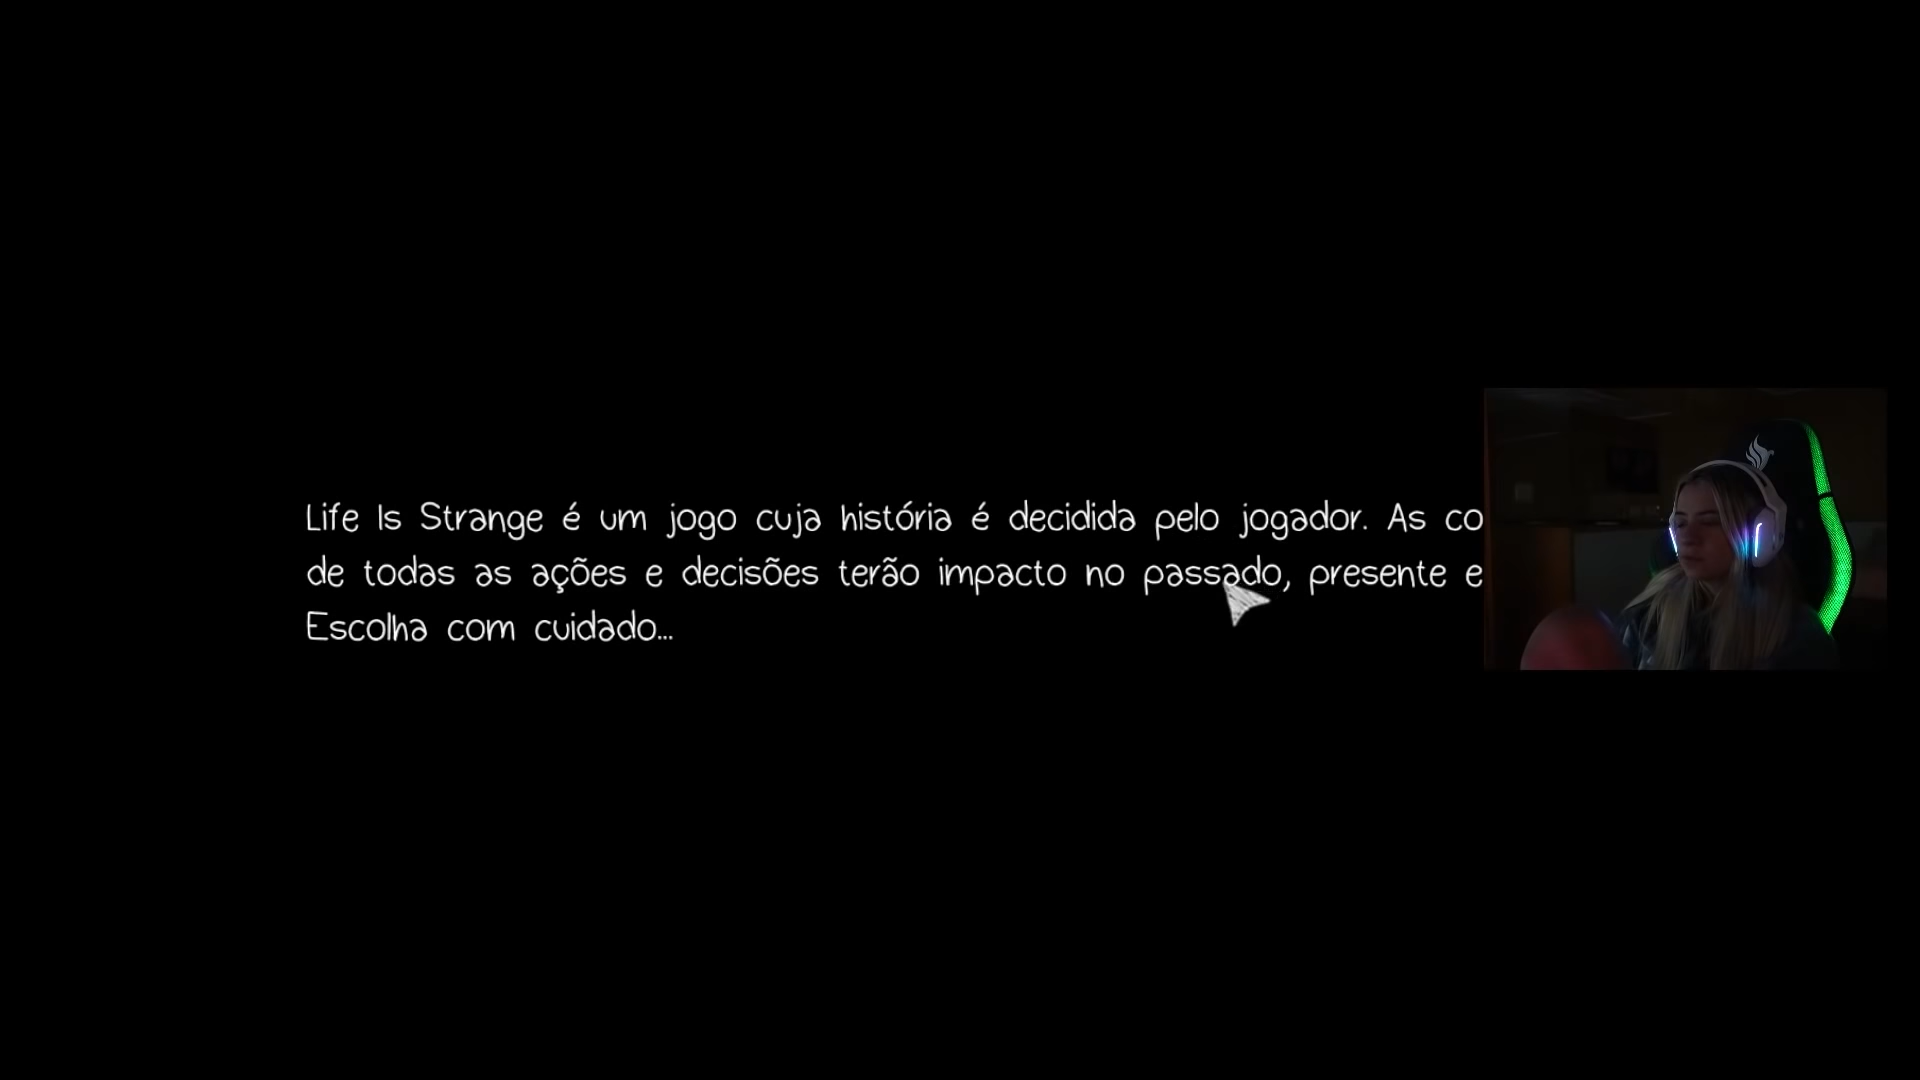 Life Is Strange é um jogo cuja história é decidida pelo jogador. As co
de todas as ações e decisões terão impacto no passado, presente e
Escolha com cuidado...